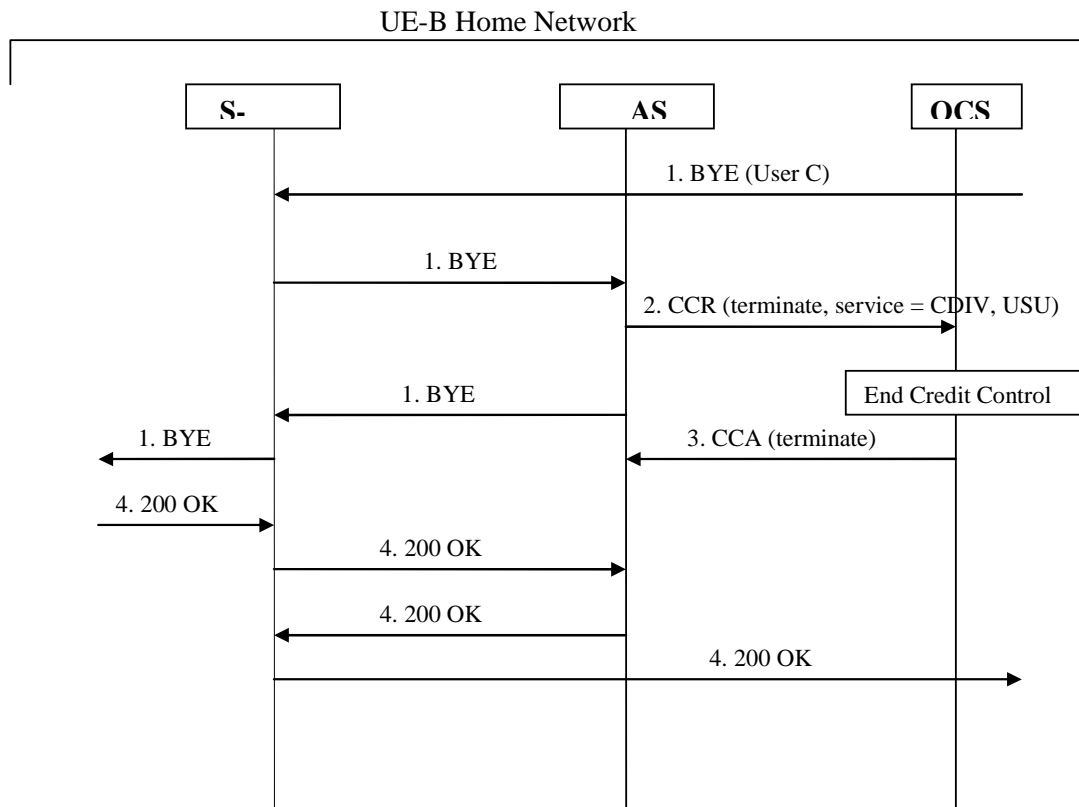 UE-B Home Network
S-
AS
OCS
1. BYE (User C)
1. BYE
2. CCR (terminate, service = CDIV, USU)
End Credit Control
1. BYE
1. BYE
3. CCA (terminate)
4. 200 OK
4. 200 OK
4. 200 OK
4. 200 OK